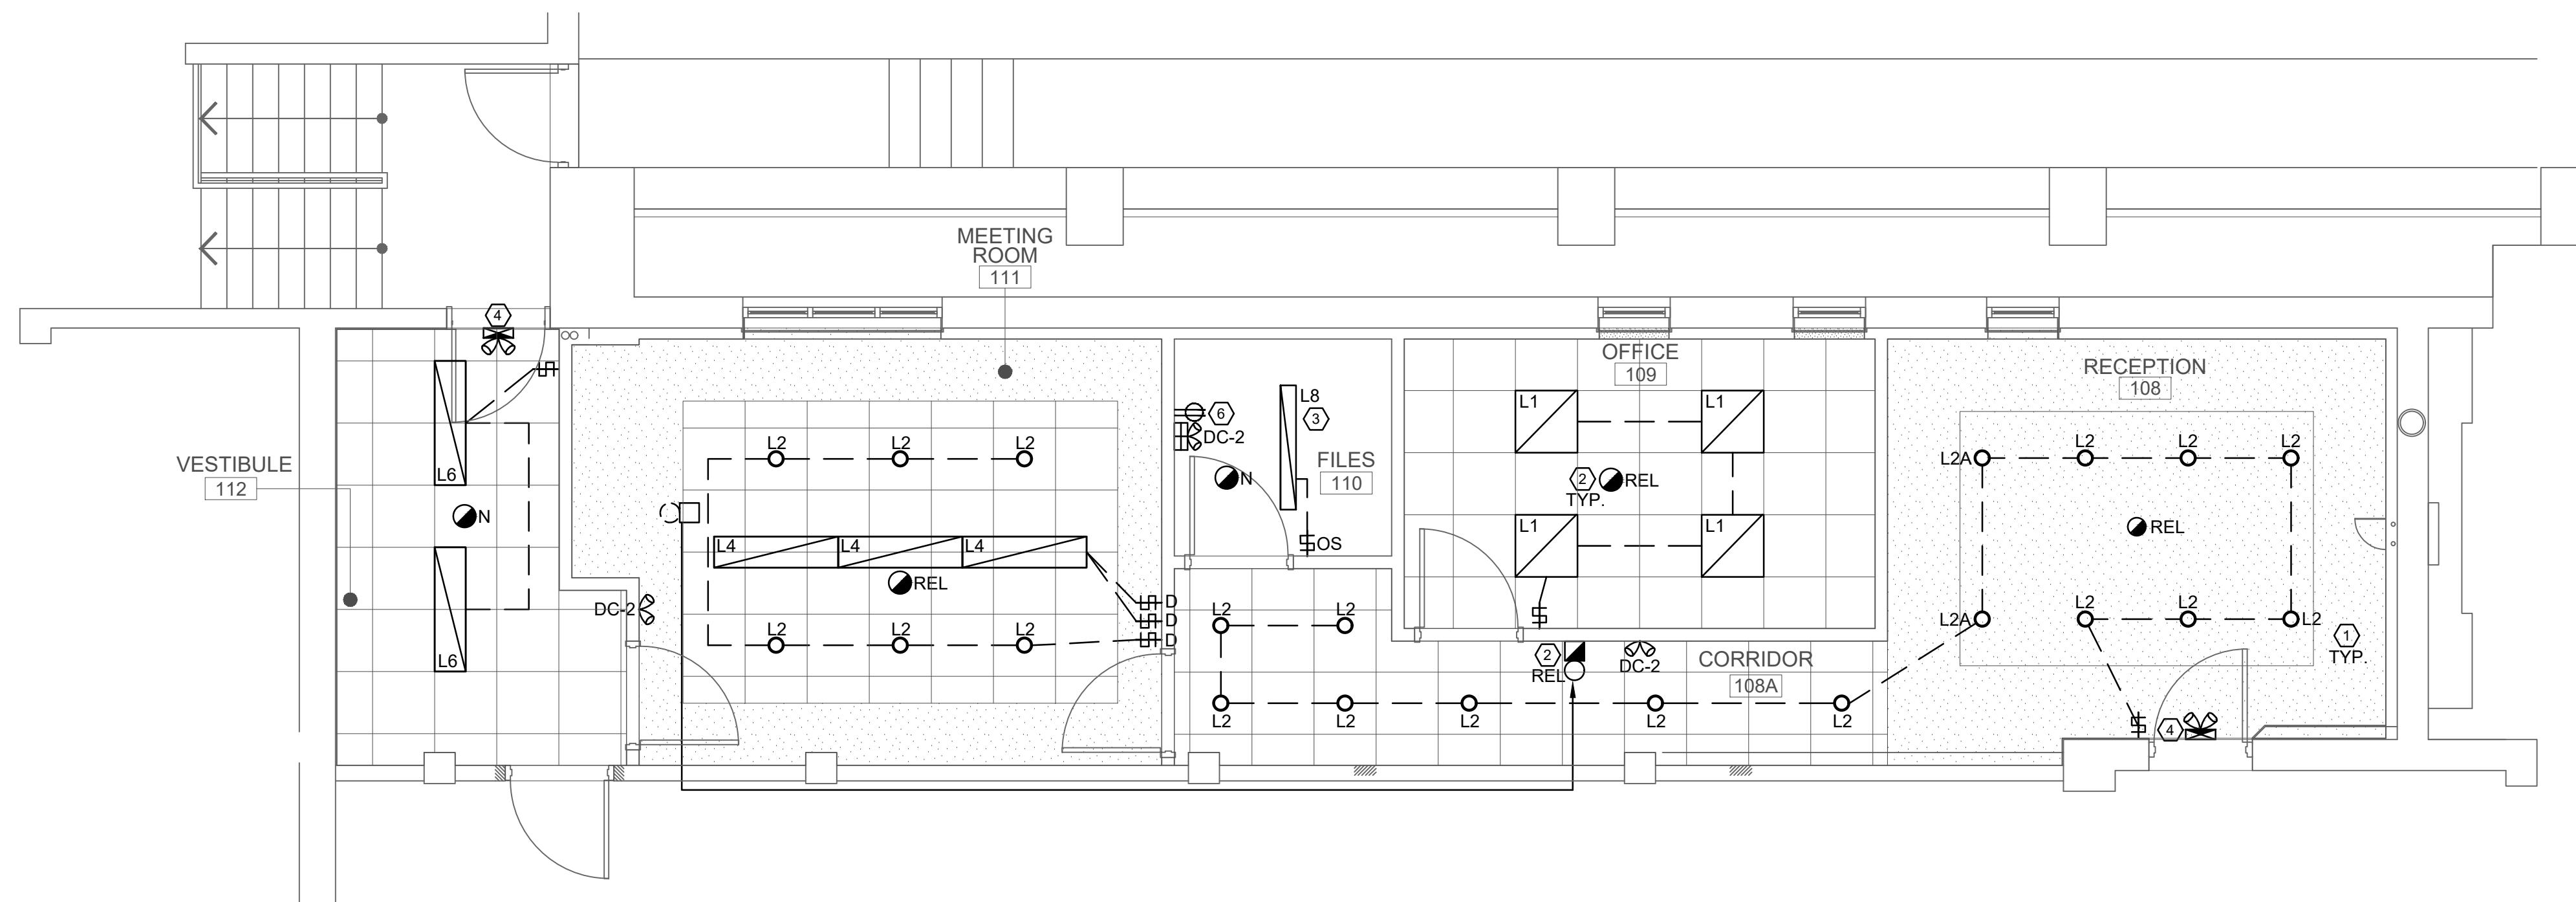 MEETING
ROOM
111
4
OFFICE
109
RECEPTION
108
L1
L1
L8
3
6
DC-2
L2
L2
L2
L2
L2
L2
L2A
VESTIBULE
112
L6
FILES
110
N
2
TYP.
REL
N
REL
L4
L4
L4
L1
L1
OS
REL
D
D
D
DC-2
L2
L2
L2
L2
L2
L2
L2
L2
L2A
L2
1
TYP.
L6
2
REL
DC-2
CORRIDOR
108A
L2
L2
L2
L2
L2
4